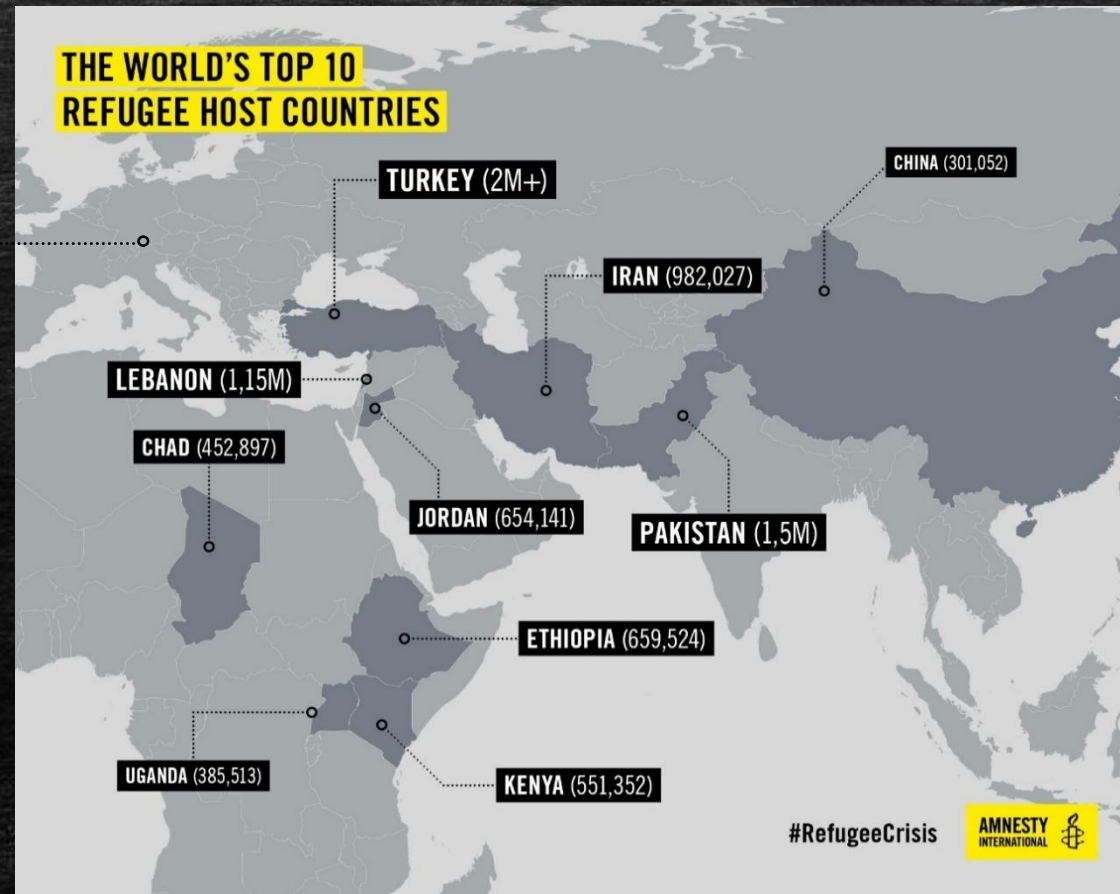 THE WORLD'S TOP 10
REFUGEE HOST COUNTRIES
CHINA (301,052)
TURKEY (2M+)
IRAN (982,027)
LEBANON (1,15M)
CHAD (452,897)
JORDAN (654,141)
PAKISTAN (1,5M)
ETHIOPIA (659,524)
UGANDA (385,513)
KENYA (551,352)
#RefugeeCrisis
AMNESTY
INTERNATIONAL